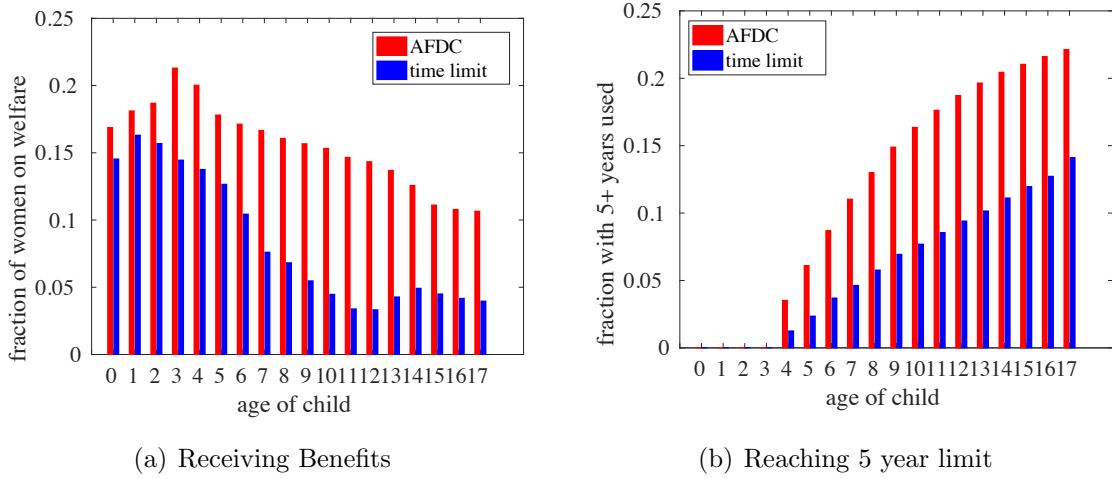 fraction of women on welfare
0.25
0.2
0.15
0.1
0.05
0
AFDC
time limit
0 1 2 3 4 5 6 7 8 9 10 11 12 13 14 15 16 17
age of child
(a) Receiving Benefits
fraction with 5+ years used
0.25
0.2
0.15
0.1
0.05
0
AFDC
time limit
0 1 2 3 4 5 6 7 8 9 10 11 12 13 14 15 16 17
age of child
(b) Reaching 5 year limit